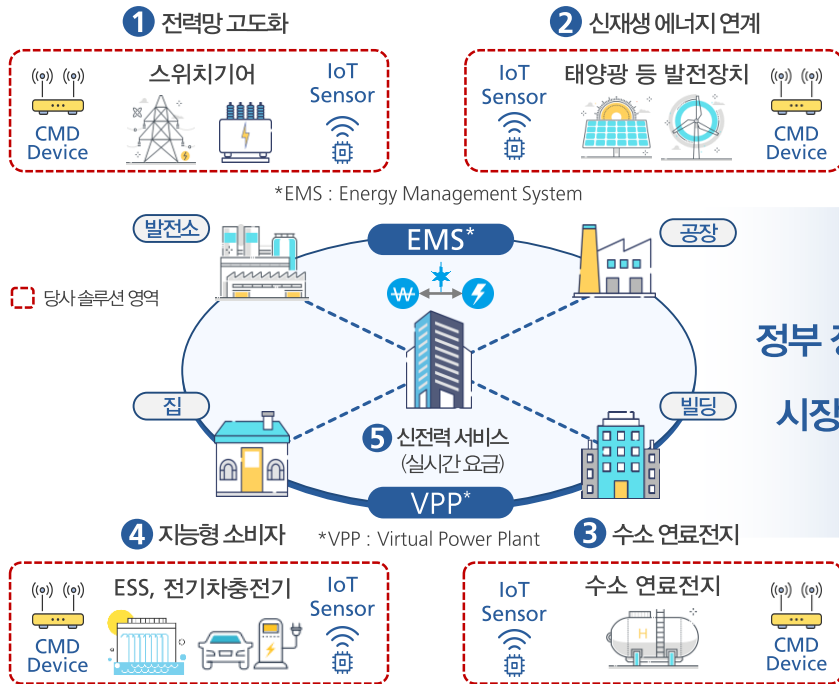 1 전력망 고도화
2 신재생 에너지 연계
CMD
Device
스위치기어
IoT
Sensor
IoT
Sensor
태양광 등 발전장치
CMD
Device
*EMS : Energy Management System
발전소
EMS*
공장
당사 솔루션 영역
₩
정부
시장
집
빌딩
5 신전력 서비스
(실시간 요금)
VPP*
4 지능형 소비자
*VPP : Virtual Power Plant
3 수소 연료전지
CMD
Device
ESS, 전기차충전기
IoT
Sensor
IoT
Sensor
수소 연료전지
H
CMD
Device